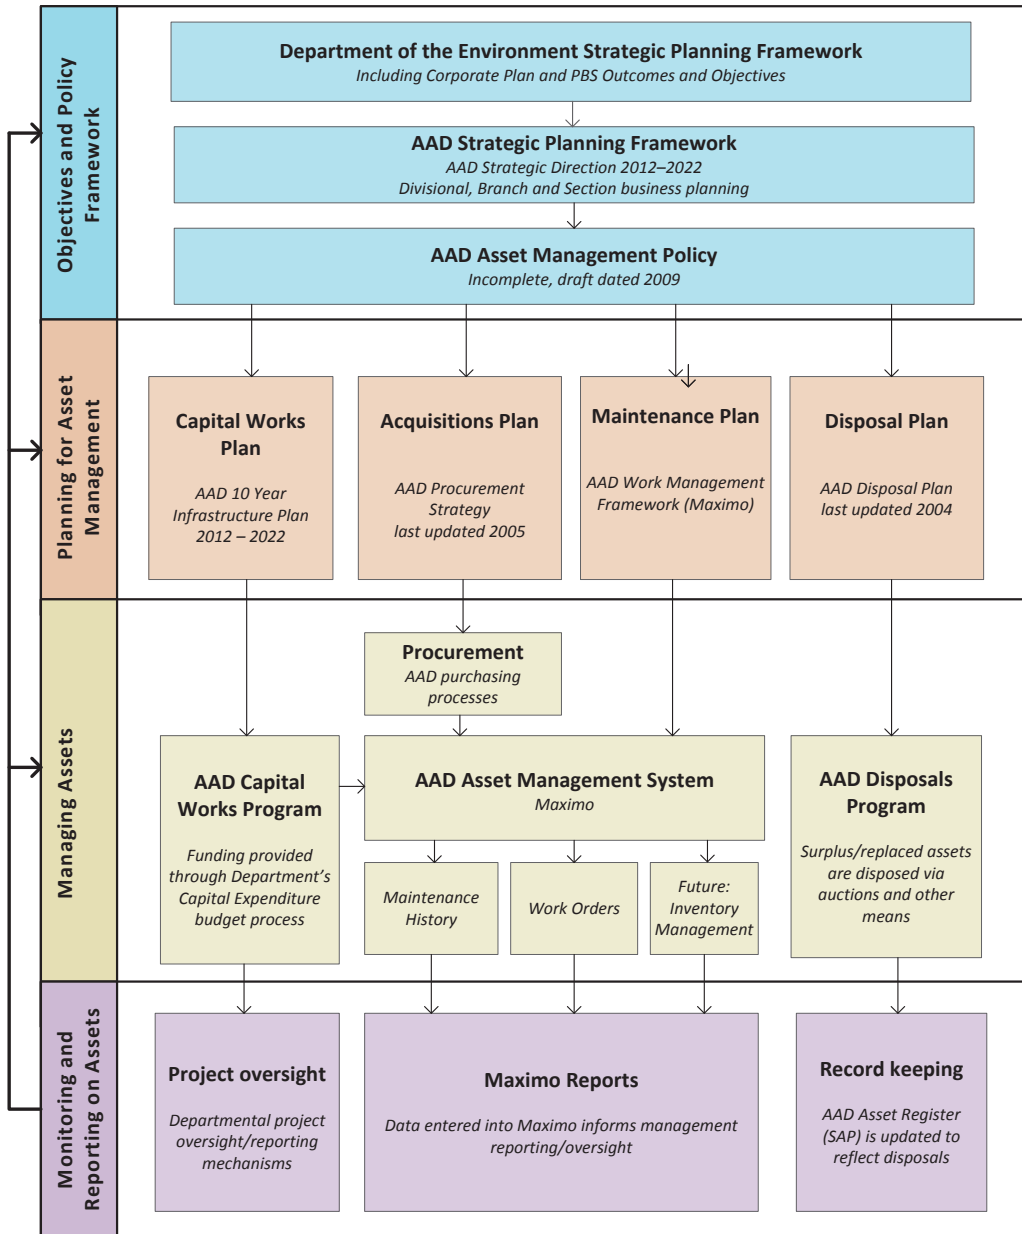 Objectives and Policy
Framework
Department of the Environment Strategic Planning Framework
Including Corporate Plan and PBS Outcomes and Objectives
AAD Strategic Planning Framework
AAD Strategic Direction 2012–2022
Divisional, Branch and Section business planning
AAD Asset Management Policy
Incomplete, draft dated 2009
Planning for Asset
Management
Capital Works
Plan
AAD 10 Year
Infrastructure Plan
2012 – 2022
Acquisitions Plan
AAD Procurement
Strategy
last updated 2005
Maintenance Plan
AAD Work Management
Framework (Maximo)
Disposal Plan
AAD Disposal Plan
last updated 2004
Managing Assets
Procurement
AAD purchasing
processes
AAD Capital
Works Program
Funding provided
through Department’s
Capital Expenditure
budget process
AAD Asset Management System
Maximo
Maintenance
History
Work Orders
Future:
Inventory
Management
AAD Disposals
Program
Surplus/replaced assets
are disposed via
auctions and other
means
Monitoring and
Reporting on Assets
Project oversight
Departmental project
oversight/reporting
mechanisms
Maximo Reports
Data entered into Maximo informs management
reporting/oversight
Record keeping
AAD Asset Register
(SAP) is updated to
reflect disposals